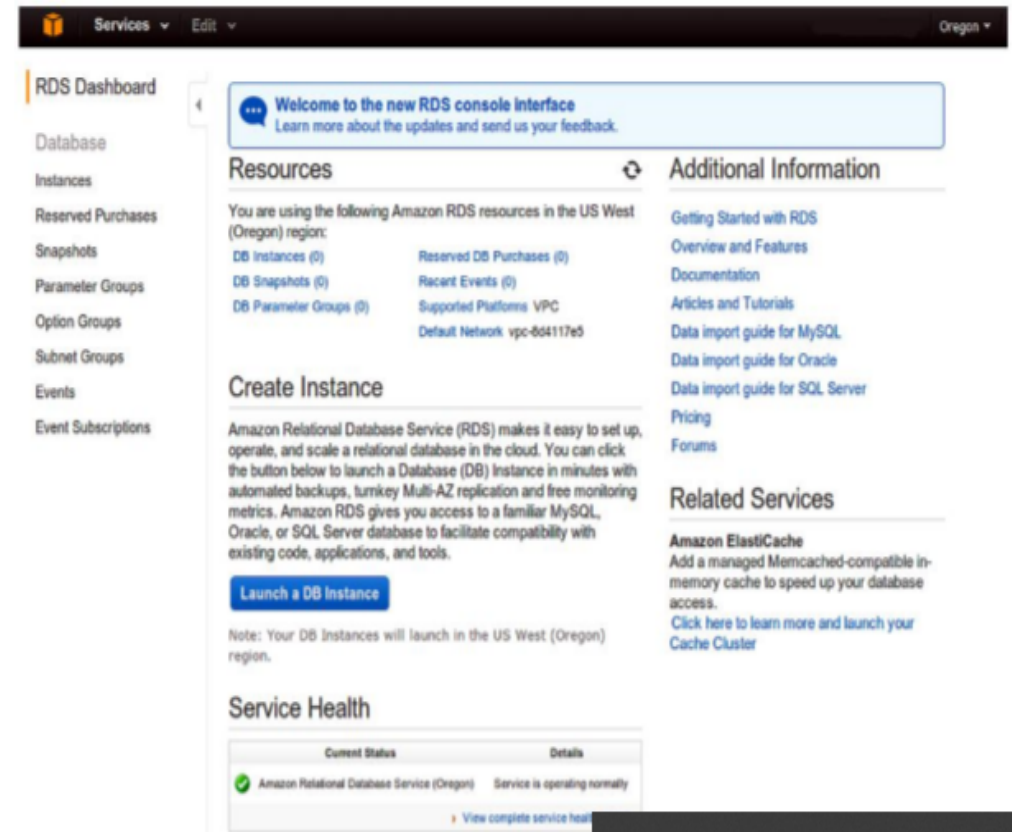 Services Edit Oregon
RDS Dashboard
Database
Instances
Reserved Purchases
Snapshots
Parameter Groups
Option Groups
Subnet Groups
Events
Event Subscriptions
Welcome to the new RDS console interface
Learn more about the updates and send us your feedback.
Resources
You are using the following Amazon RDS resources in the US West
(Oregon) region:
DB Instances (0) Reserved DB Purchases (0)
DB Snapshots (0) Recent Events (0)
DB Parameter Groups (0) Supported Platforms VPC
Default Network vpc-8d4117e5
Create Instance
Amazon Relational Database Service (RDS) makes it easy to set up,
operate, and scale a relational database in the cloud. You can click
the button below to launch a Database (DB) Instance in minutes with
automated backups, turnkey Multi-AZ replication and free monitoring
metrics. Amazon RDS gives you access to a familiar MySQL,
Oracle, or SQL Server database to facilitate compatibility with
existing code, applications, and tools.
Launch a DB Instance
Note: Your DB Instances will launch in the US West (Oregon)
region.
Service Health
Current Status Details
Amazon Relational Database Service (Oregon) Service is operating normally
View complete service heal
Additional Information
Getting Started with RDS
Overview and Features
Documentation
Articles and Tutorials
Data import guide for MySQL
Data import guide for Oracle
Data import guide for SQL Server
Pricing
Forums
Related Services
Amazon ElastiCache
Add a managed Memcached-compatible in-
memory cache to speed up your database
access.
Click here to learn more and launch your
Cache Cluster